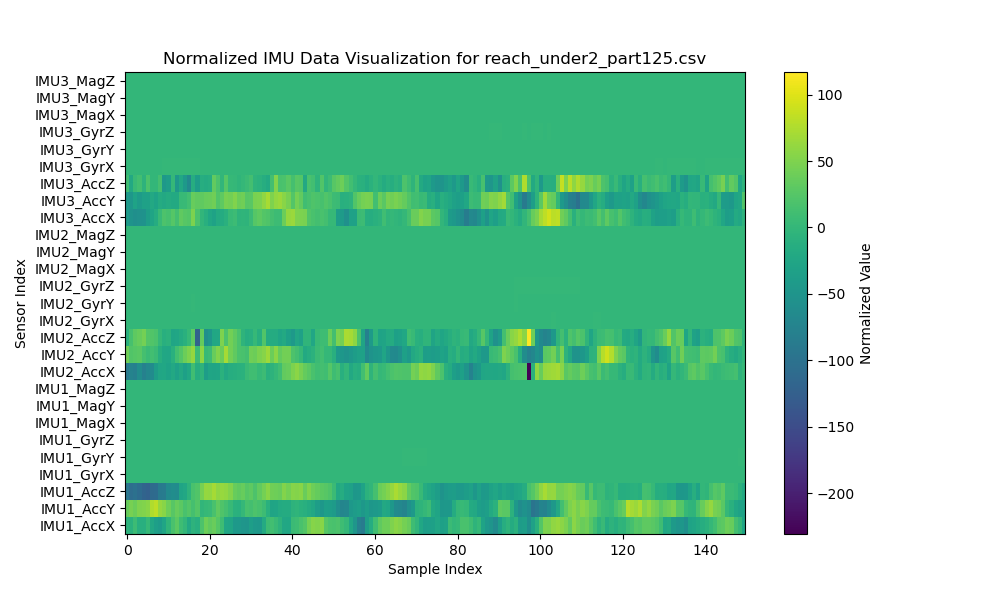 Normalized IMU Data Visualization for reach_under2_part125.csv
IMU3_MagZ
IMU3_MagY
IMU3_MagX
IMU3_GyrZ
IMU3_GyrY
IMU3_GyrX
IMU3_AccZ
IMU3_AccY
IMU3_AccX
IMU2_MagZ
IMU2_MagY
IMU2_MagX
IMU2_GyrZ
IMU2_GyrY
IMU2_GyrX
IMU2_AccZ
IMU2_AccY
IMU2_AccX
IMU1_MagZ
IMU1_MagY
IMU1_MagX
IMU1_GyrZ
IMU1_GyrY
IMU1_GyrX
IMU1_AccZ
IMU1_AccY
IMU1_AccX
Sensor Index
0 20 40 60 80 100 120 140
Sample Index
100
50
0
−50
−100
−150
−200
Normalized Value